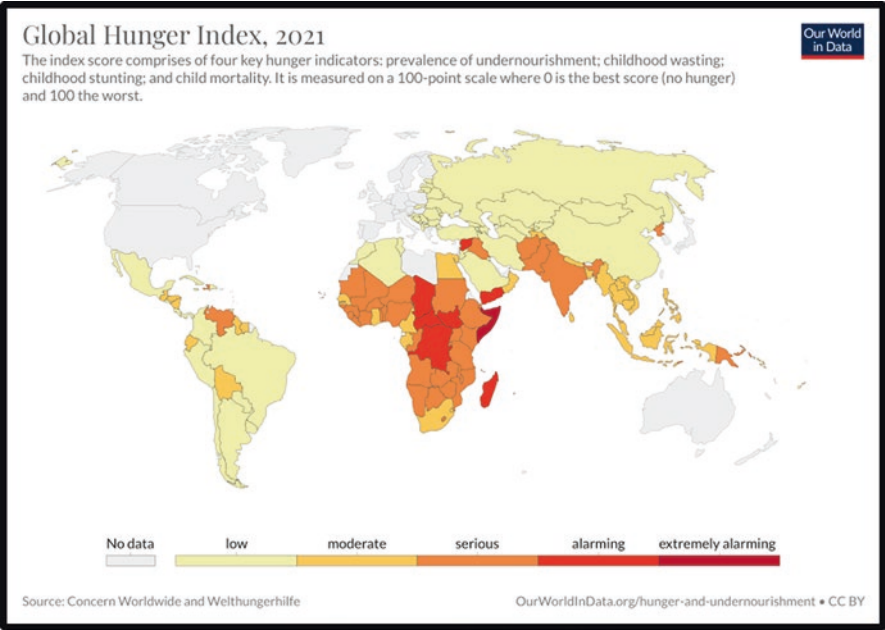 Global Hunger Index, 2021
Our World
in Data
The index score comprises of four key hunger indicators: prevalence of undernourishment; childhood wasting;
childhood stunting; and child mortality. It is measured on a 100-point scale where 0 is the best score (no hunger)
and 100 the worst.
No data
low
moderate
serious
alarming
extremely alarming
Source: Concern Worldwide and Welthungerhilfe
OurWorldInData.org/hunger-and-undernourishment • CC BY